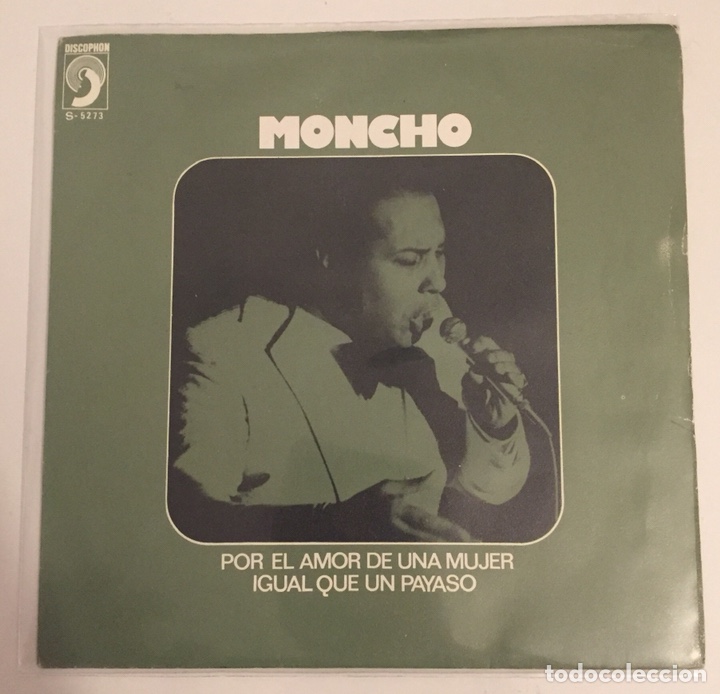 DISCOPHON
S-5273
MONCHO
POR EL AMOR DE UNA MUJER
IGUAL QUE UN PAYASO
todocoleccion